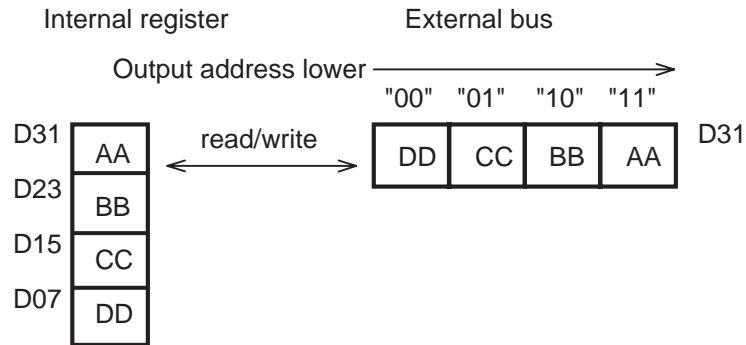 Internal register External bus
Output address lower
"00" "01" "10" "11"
D31 AA read/write DD CC BB AA D31
D23 BB
D15 CC
D07 DD